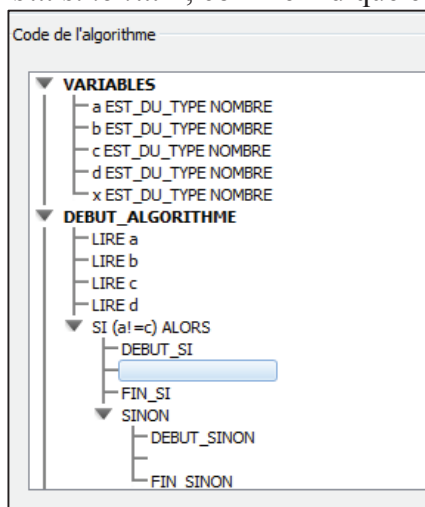 Code de l'algorithme
VARIABLES
a EST_DU_TYPE NOMBRE
b EST_DU_TYPE NOMBRE
c EST_DU_TYPE NOMBRE
d EST_DU_TYPE NOMBRE
x EST_DU_TYPE NOMBRE
DEBUT_ALGORITHME
LIRE a
LIRE b
LIRE c
LIRE d
SI (a!=c) ALORS
DEBUT_SI
FIN_SI
SINON
DEBUT_SINON
FIN_SINON